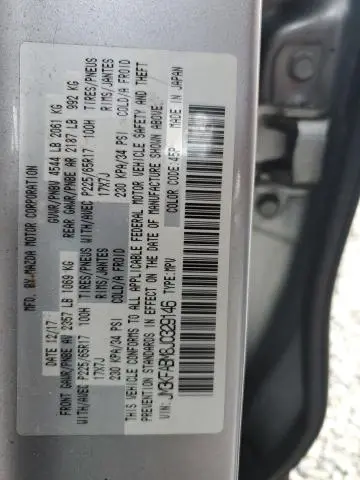 MFD. BY MAZDA MOTOR CORPORATION
DATE 12/17 GVWR/PNBV 4544 LB 2061 KG
FRONT GAWR/PNBE AV 2357 LB 1069 KG REAR GAWR/PNBE AR 2187 LB 992 KG
WITH/AVEC P225/65R17 100H TIRES/PNEUS WITH/AVEC P225/65R17 100H TIRES/PNEUS
17X7J RIMS/JANTES 17X7J RIMS/JANTES
230 KPA/34 PSI COLD/A FROID 230 KPA/34 PSI COLD/A FROID
THIS VEHICLE CONFORMS TO ALL APPLICABLE FEDERAL MOTOR VEHICLE SAFETY AND THEFT
PREVENTION STANDARDS IN EFFECT ON THE DATE OF MANUFACTURE SHOWN ABOVE.
VIN: JM3KFABM8J0329146 TYPE: MPV COLOR CODE: 45P MADE IN JAPAN